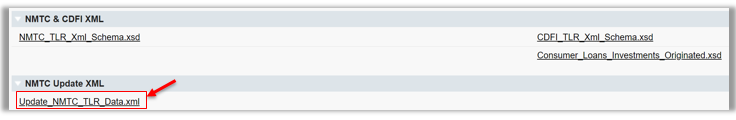 NMTC & CDFI XML
NMTC_TLR_Xml_Schema.xsd
CDFI_TLR_Xml_Schema.xsd
Consumer_Loans_Investments_Originated.xsd
NMTC Update XML
Update_NMTC_TLR_Data.xml